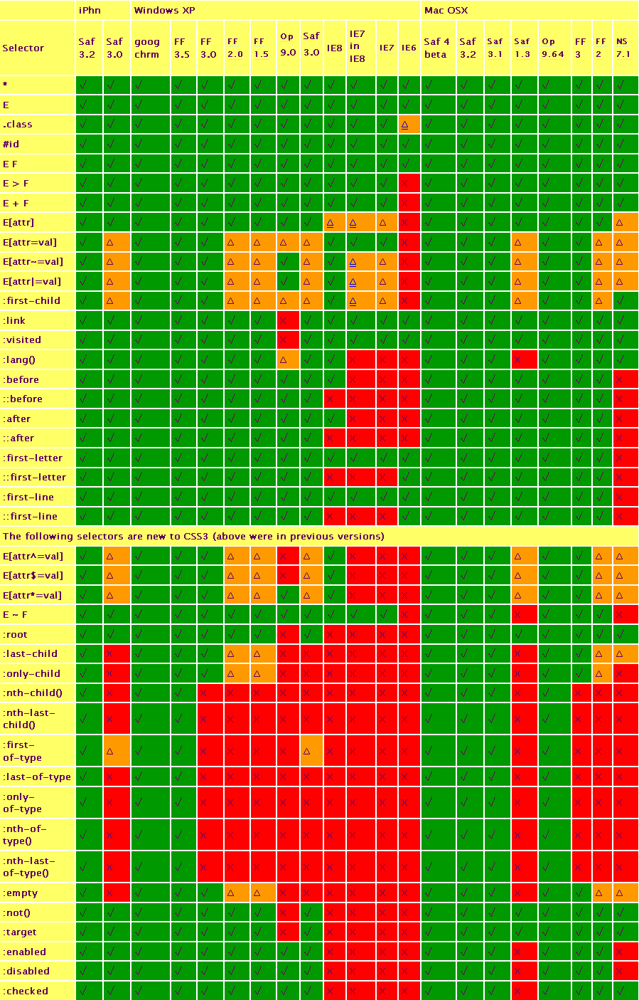 iPhn Windows XP Mac OSX
Selector Saf 3.2 Saf 3.0 goog chrm FF 3.5 FF 3.0 FF 2.0 FF 1.5 Op 9.0 Saf 3.0 IE8 IE7 in IE8 IE7 IE6 Saf 4 beta Saf 3.2 Saf 3.1 Saf 1.3 Op 9.64 FF 3 FF 2 NS 7.1
* √ √ √ √ √ √ √ √ √ √ √ √ √ √ √ √ √ √ √ √ √
E √ √ √ √ √ √ √ √ √ √ √ √ √ √ √ √ √ √ √ √ √
.class √ √ √ √ √ √ √ √ √ √ √ √ Δ √ √ √ √ √ √ √ √
#id √ √ √ √ √ √ √ √ √ √ √ √ √ √ √ √ √ √ √ √ √
E F √ √ √ √ √ √ √ √ √ √ √ √ √ √ √ √ √ √ √ √ √
E > F √ √ √ √ √ √ √ √ √ √ √ √ X √ √ √ √ √ √ √ √
E + F √ √ √ √ √ √ √ √ √ √ √ √ X √ √ √ √ √ √ √ √
E[attr] √ √ √ √ √ √ √ √ √ Δ Δ Δ X √ √ √ √ √ √ √ Δ
E[attr=val] √ Δ √ √ √ Δ Δ Δ Δ √ √ √ X √ √ √ Δ √ √ Δ Δ
E[attr~=val] √ Δ √ √ √ Δ Δ √ Δ √ Δ Δ X √ √ √ Δ √ √ Δ Δ
E[attr|=val] √ Δ √ √ √ Δ Δ √ Δ √ Δ Δ X √ √ √ Δ √ √ Δ Δ
:first-child √ Δ √ √ √ Δ Δ Δ Δ √ Δ Δ X √ √ √ Δ √ √ Δ √
:link √ √ √ √ √ √ √ X √ √ √ √ √ √ √ √ √ √ √ √ √
:visited √ √ √ √ √ √ √ X √ √ √ √ √ √ √ √ √ √ √ √ √
:lang() √ √ √ √ √ √ √ Δ √ √ X X X √ √ √ X √ √ √ √
:before √ √ √ √ √ √ √ √ √ √ X X X √ √ √ √ √ √ √ X
::before √ √ √ √ √ √ √ √ √ X X X X √ √ √ √ √ √ √ X
:after √ √ √ √ √ √ √ √ √ √ X X X √ √ √ √ √ √ √ X
::after √ √ √ √ √ √ √ √ √ X X X X √ √ √ √ √ √ √ X
:first-letter √ √ √ √ √ √ √ √ √ √ √ √ √ √ √ √ √ √ √ √ X
::first-letter √ √ √ √ √ √ √ √ √ X X X √ √ √ √ √ √ √ √ X
:first-line √ √ √ √ √ √ √ √ √ √ √ √ √ √ √ √ √ √ √ √ X
::first-line √ √ √ √ √ √ √ √ √ X X X √ √ √ √ √ √ √ √ X
The following selectors are new to CSS3 (above were in previous versions)
E[attr^=val] √ Δ √ √ √ Δ Δ X Δ √ X X X √ √ √ Δ √ √ Δ Δ
E[attr$=val] √ Δ √ √ √ Δ Δ X Δ √ X X X √ √ √ Δ √ √ Δ Δ
E[attr*=val] √ Δ √ √ √ Δ Δ √ Δ √ X X X √ √ √ Δ √ √ Δ Δ
E ~ F √ √ √ √ √ √ √ √ √ √ √ √ X √ √ √ X √ √ √ X
:root √ √ √ √ √ √ √ X √ X X X X √ √ √ √ √ √ √ √
:last-child √ X √ √ √ Δ Δ X X X X X X √ √ √ X √ √ Δ Δ
:only-child √ X √ √ √ Δ Δ X X X X X X √ √ √ X √ √ Δ X
:nth-child() √ X √ √ X X X X X X X X X √ √ √ X √ X X X
:nth-last-
child() √ X √ √ X X X X X X X X X √ √ √ X √ X X X
:first-
of-type √ Δ √ √ X X X X Δ X X X X √ √ √ X √ X X X
:last-of-type √ X √ √ X X X X X X X X X √ √ √ X √ X X X
:only-
of-type √ X √ √ X X X X X X X X X √ √ √ X √ X X X
:nth-of-
type() √ X √ √ X X X X X X X X X √ √ √ X √ X X X
:nth-last-
of-type() √ X √ √ X X X X X X X X X √ √ √ X √ X X X
:empty √ X √ √ √ Δ Δ X X X X X X √ √ √ X √ √ Δ Δ
:not() √ √ √ √ √ √ √ X √ X X X X √ √ √ √ √ √ √ √
:target √ √ √ √ √ √ √ X √ X X X X √ √ √ √ √ √ √ √
:enabled √ √ √ √ √ √ √ √ √ X X X X √ √ √ X √ √ √ X
:disabled √ √ √ √ √ √ √ √ √ X X X X √ √ √ X √ √ √ X
:checked √ √ √ √ √ √ √ √ √ X X X X √ √ √ X √ √ √ √